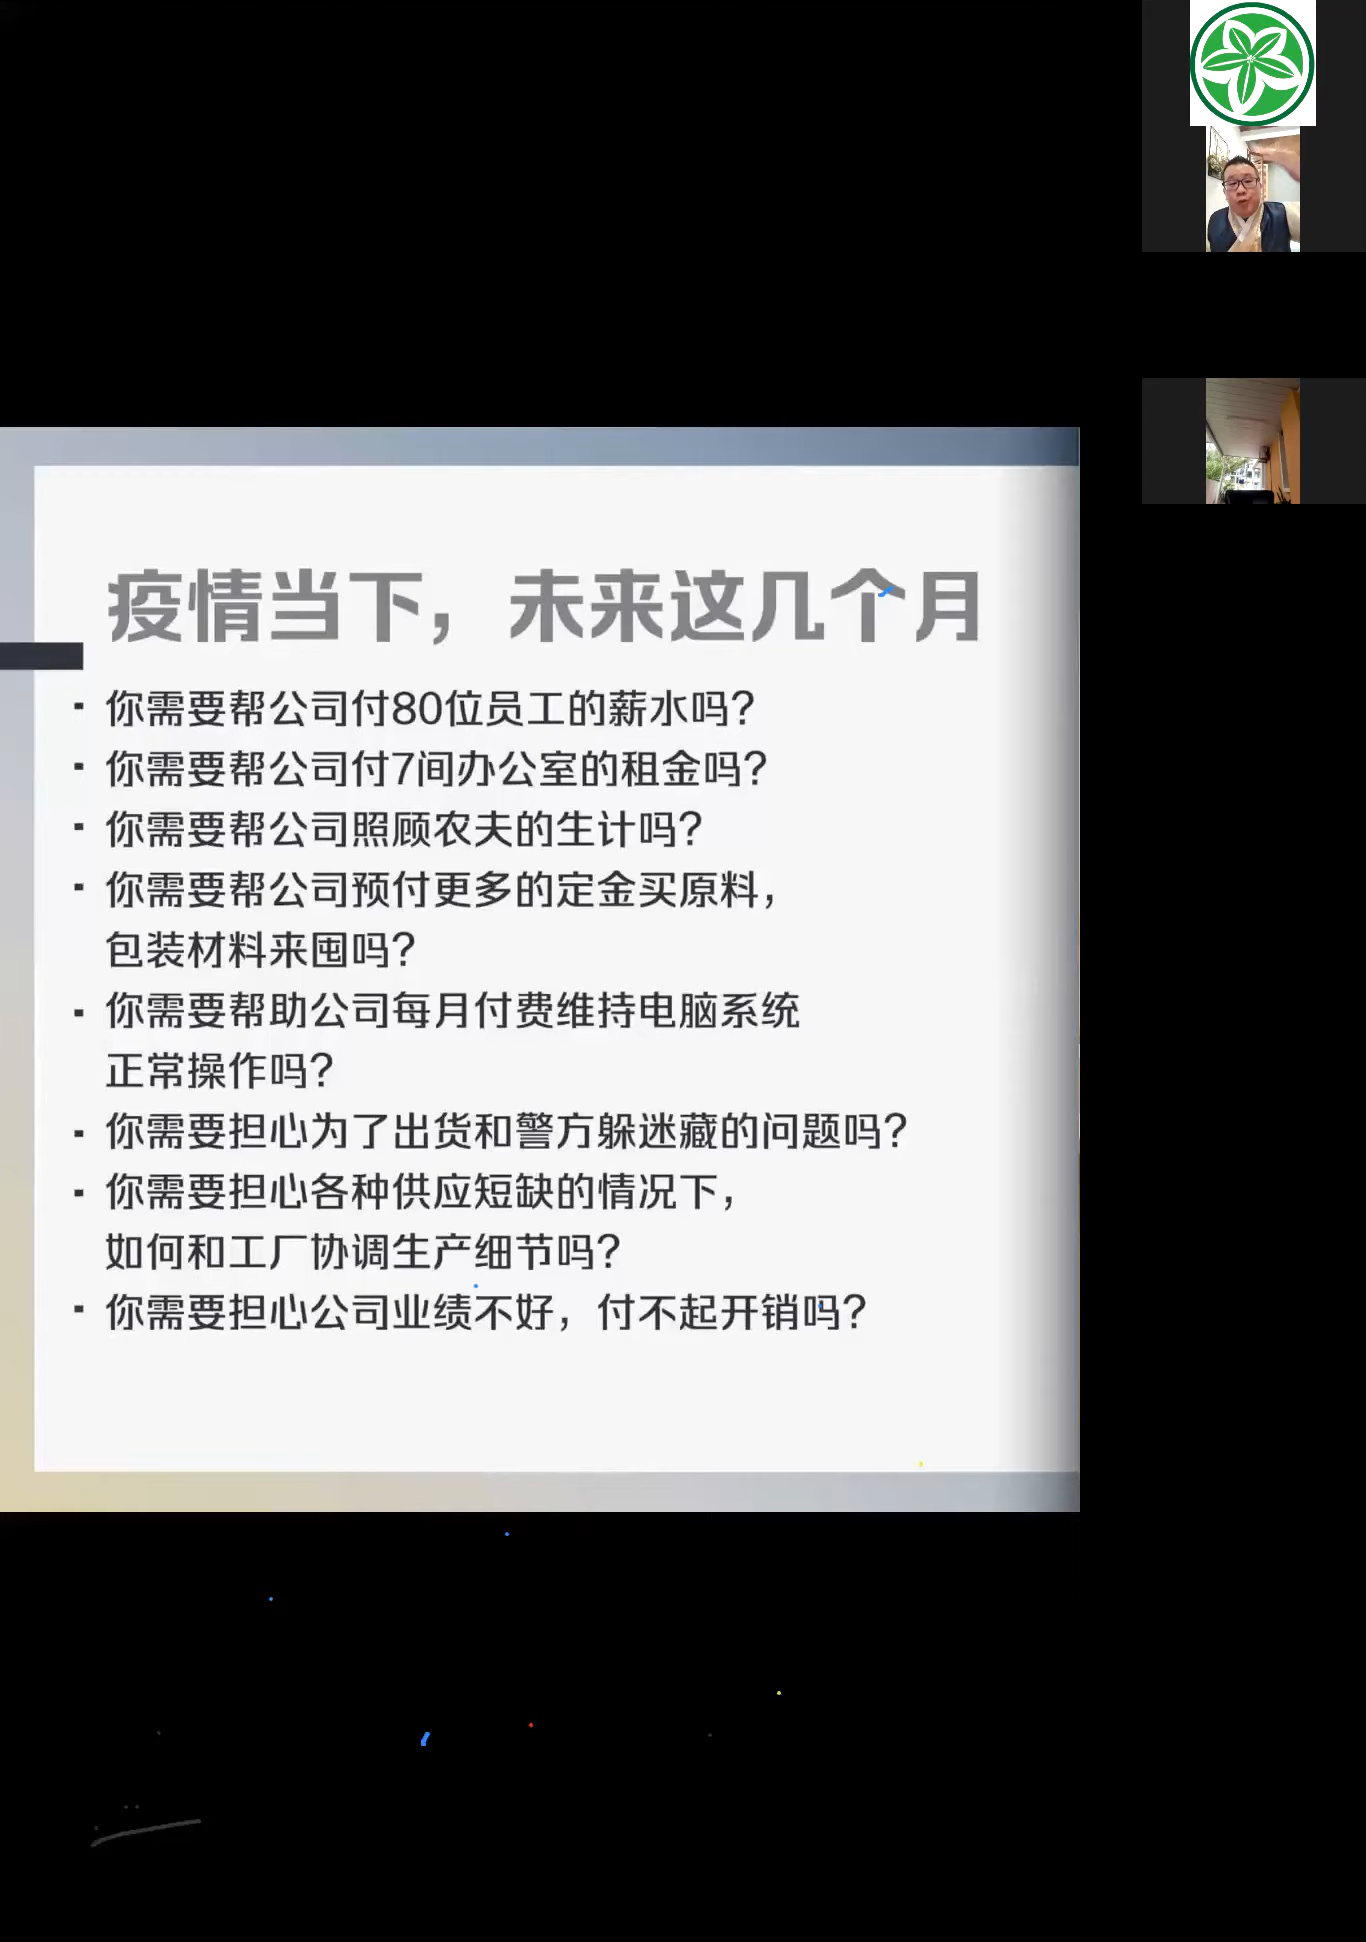 疫情当下，未来这几个月
▪ 你需要帮公司付80位员工的薪水吗？
▪ 你需要帮公司付7间办公室的租金吗？
▪ 你需要帮公司照顾农夫的生计吗？
▪ 你需要帮公司预付更多的定金买原料，
包装材料来囤吗？
▪ 你需要帮助公司每月付费维持电脑系统
正常操作吗？
▪ 你需要担心为了出货和警方躲迷藏的问题吗？
▪ 你需要担心各种供应短缺的情况下，
如何和工厂协调生产细节吗？
▪ 你需要担心公司业绩不好，付不起开销吗？